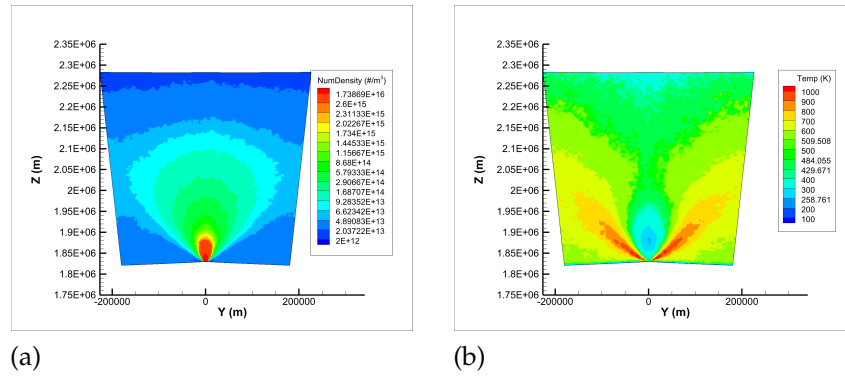 2.35E+06
2.3E+06
2.25E+06
2.2E+06
2.15E+06
2.1E+06
2.05E+06
2E+06
1.95E+06
1.9E+06
1.85E+06
1.8E+06
1.75E+06
Z (m)
-200000 0 200000
Y (m)
NumDensity (#/m³)
1.73869E+16
2.6E+15
2.31133E+15
2.02267E+15
1.734E+15
1.44533E+15
1.15667E+15
8.68E+14
5.79333E+14
2.90667E+14
1.68707E+14
9.28352E+13
6.62342E+13
4.89083E+13
2.03722E+13
2E+12
(a)
2.35E+06
2.3E+06
2.25E+06
2.2E+06
2.15E+06
2.1E+06
2.05E+06
2E+06
1.95E+06
1.9E+06
1.85E+06
1.8E+06
1.75E+06
Z (m)
-200000 0 200000
Y (m)
Temp (K)
1000
900
800
700
600
509.508
500
484.055
429.671
400
300
258.761
200
100
(b)